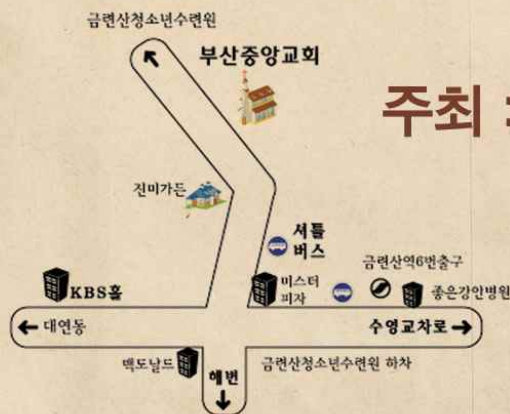 금련산청소년수련원
부산중앙교회
주최 :
진미가든
셔틀
버스
금련산역6번출구
KBS홀
미스터
피자
좋은강안병원
← 대연동
수영교차로 →
맥도날드
해변
금련산청소년수련원 하차